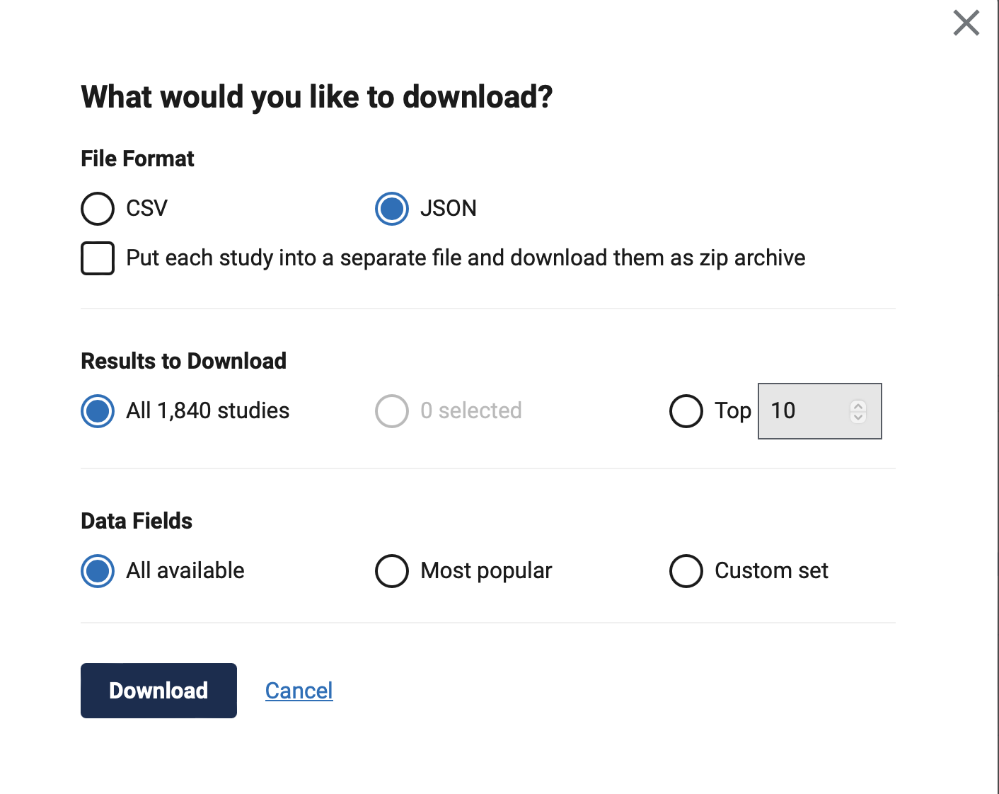 What would you like to download?
File Format
CSV JSON
Put each study into a separate file and download them as zip archive
Results to Download
All 1,840 studies 0 selected Top 10
Data Fields
All available Most popular Custom set
Download Cancel